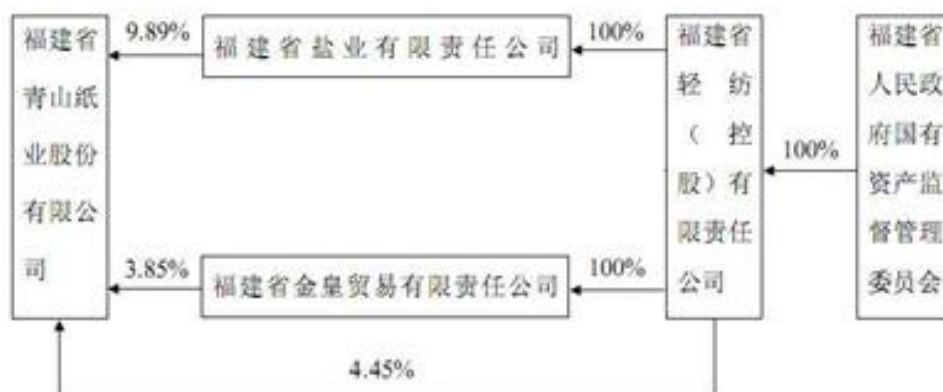 福建省
青山纸
业股份
有限公
司
9.89%
福建省盐业有限责任公司
100%
3.85%
福建省金皇贸易有限责任公司
100%
4.45%
福建省
轻纺
（控
股）有
限责任
公司
100%
福建省
人民政
府国有
资产监
督管理
委员会